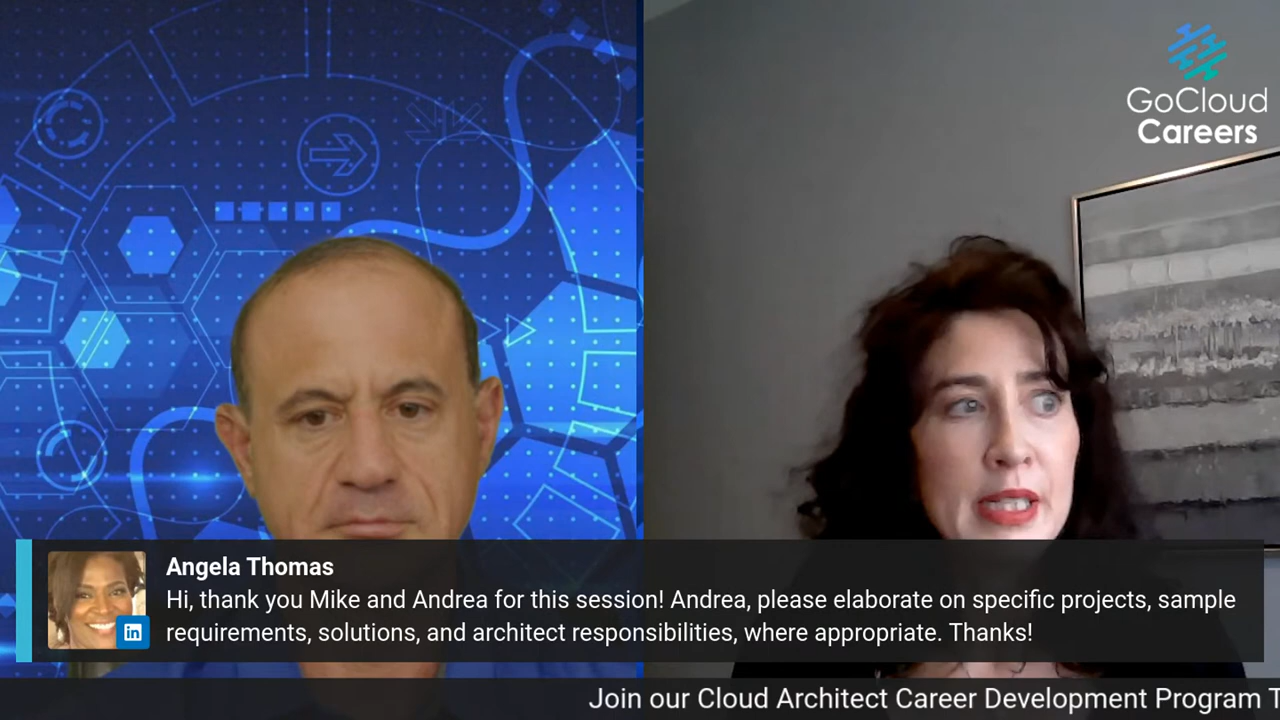 GoCloud
Careers
Angela Thomas
Hi, thank you Mike and Andrea for this session! Andrea, please elaborate on specific projects, sample
in
requirements, solutions, and architect responsibilities, where appropriate. Thanks!
Join our Cloud Architect Career Development Program T